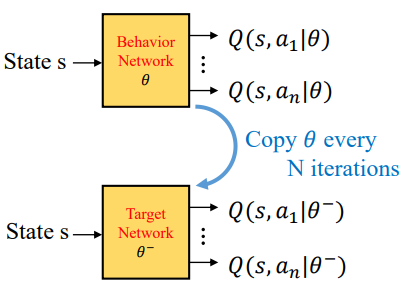 State s
Behavior
Network
θ
Q(s, a₁|θ)
⋮
Q(s, aₙ|θ)
Copy θ every
N iterations
State s
Target
Network
θ⁻
Q(s, a₁|θ⁻)
⋮
Q(s, aₙ|θ⁻)